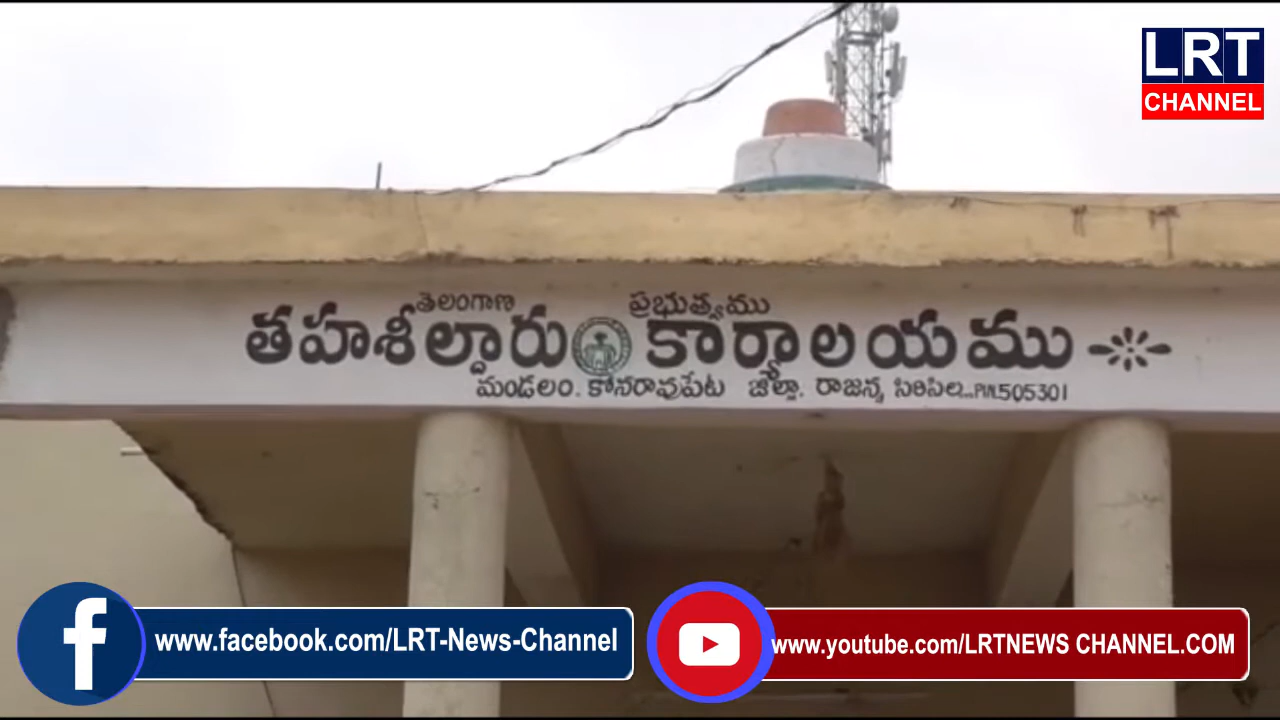 LRT
CHANNEL
తెలంగాణ ప్రభుత్వము
తహశీల్దారు కార్యాలయము
మండలం. కోనరావుపేట జిల్లా. రాజన్న సిరిసిల్ల...PIN.505301
www.facebook.com/LRT-News-Channel
www.youtube.com/LRTNEWS CHANNEL.COM